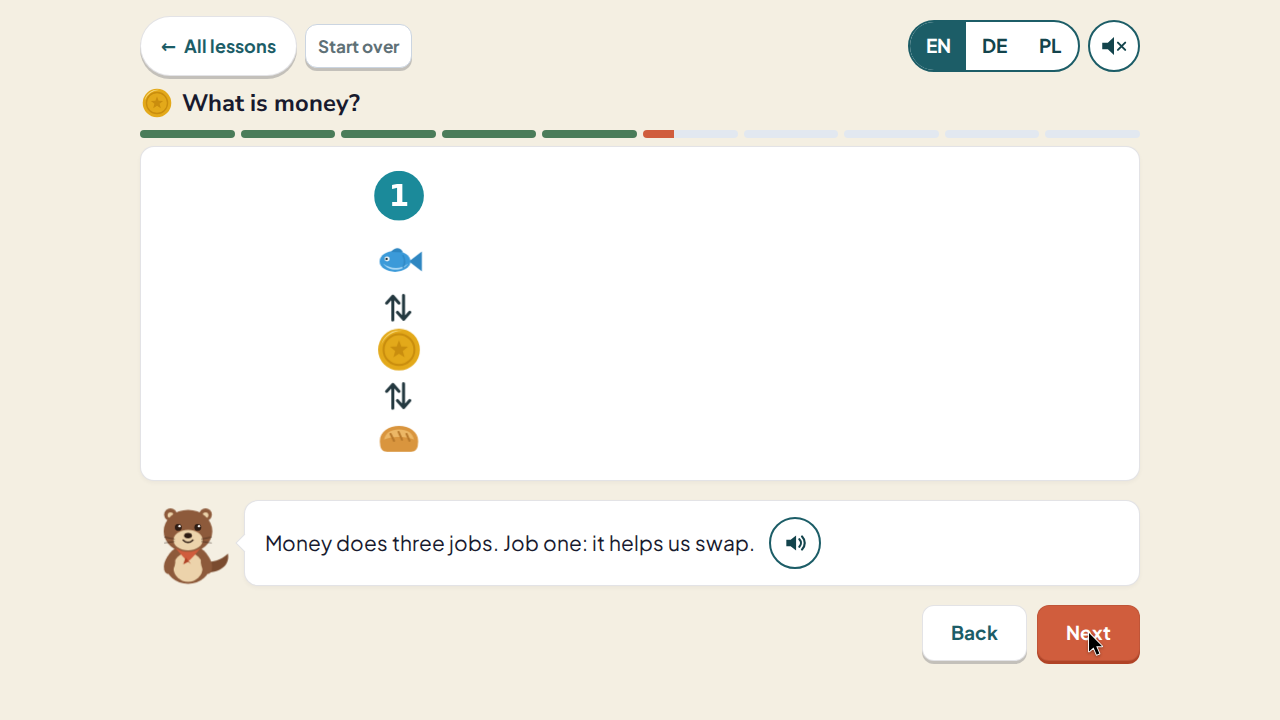 ← All lessons
Start over
EN DE PL
What is money?
1
Money does three jobs. Job one: it helps us swap.
Back
Next